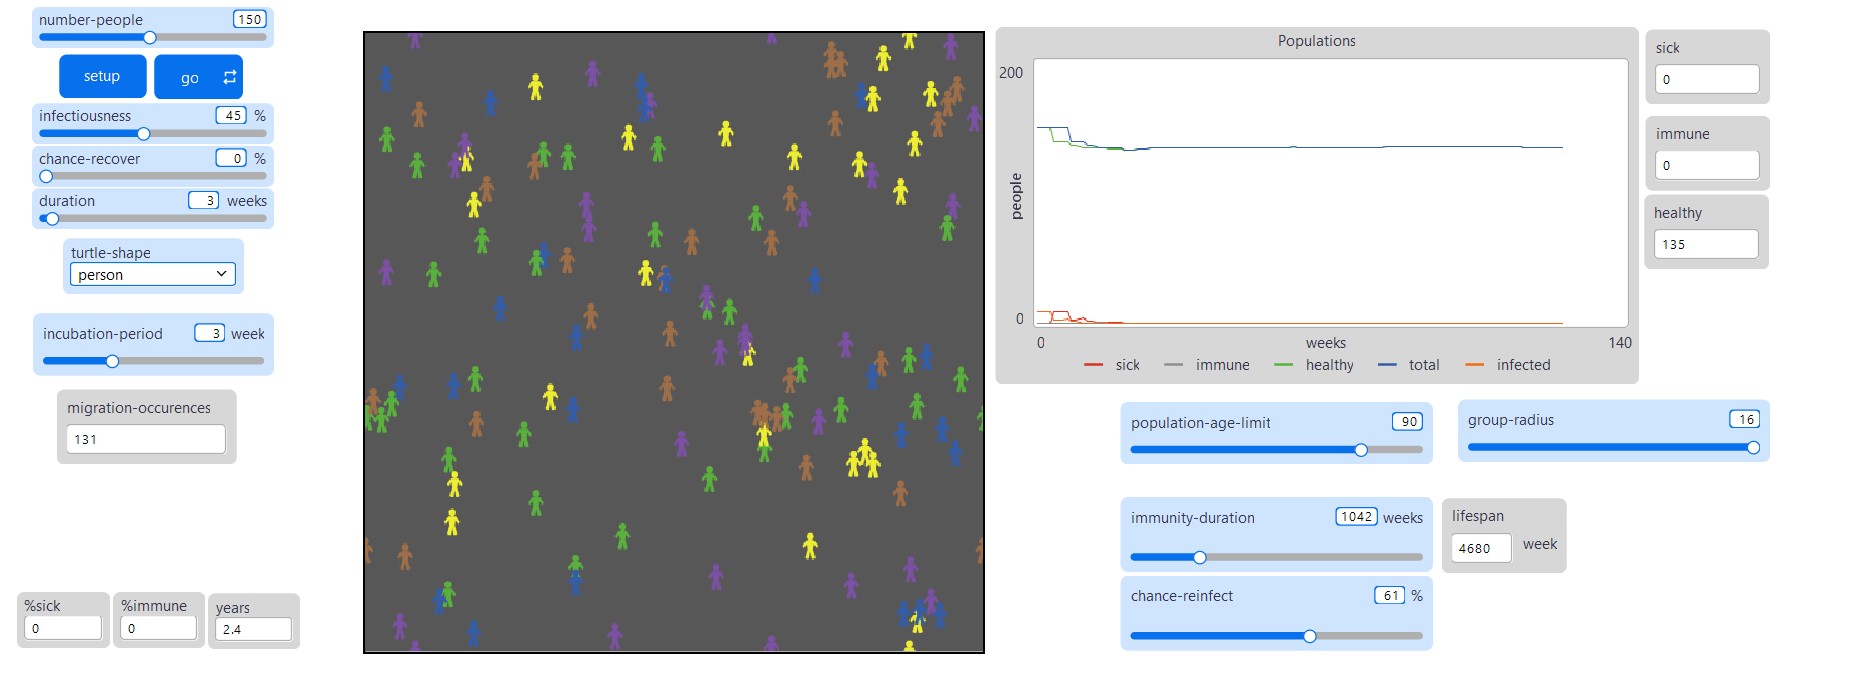 number-people 150
setup
go
infectiousness 45 %
chance-recover 0 %
duration 3 weeks
turtle-shape
person
incubation-period 3 week
migration-occurences
131
%sick
0
%immune
0
years
2.4
Populations
200
people
0
0
weeks
140
sick immune healthy total infected
sick
0
immune
0
healthy
135
population-age-limit 90
group-radius 16
immunity-duration 1042 weeks
lifespan
4680 week
chance-reinfect 61 %